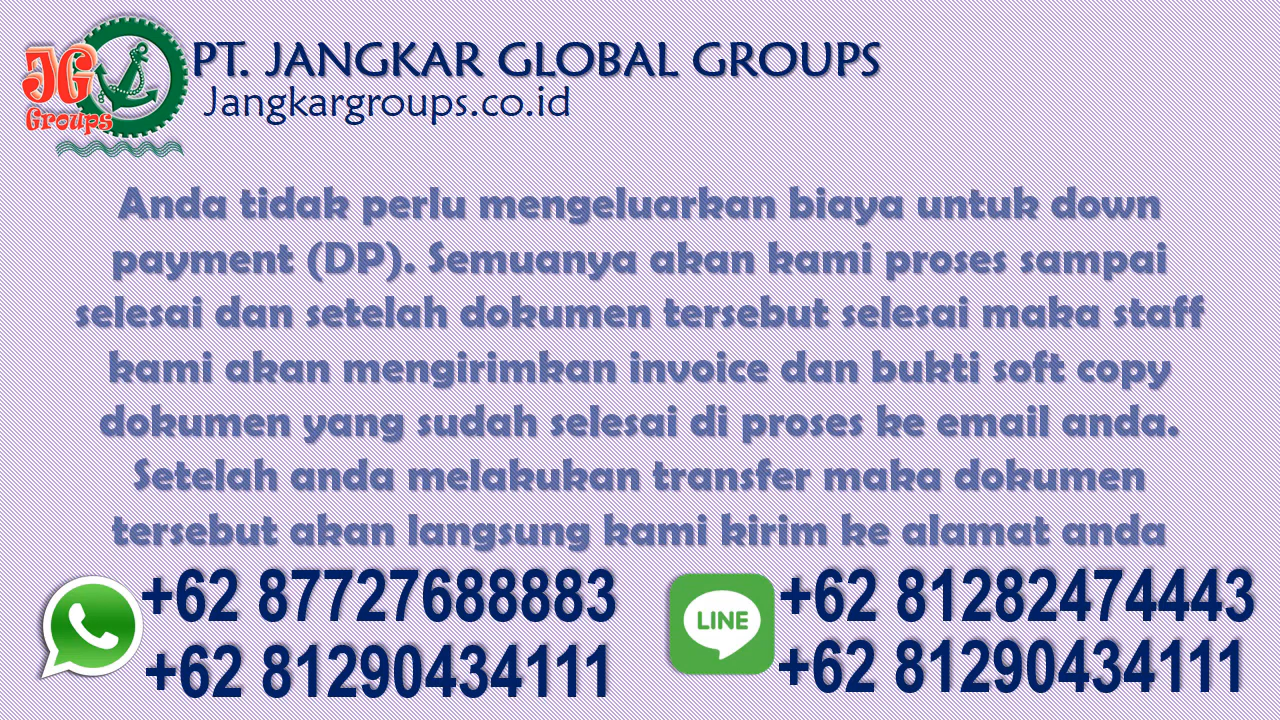 JG
Groups
PT. JANGKAR GLOBAL GROUPS
Jangkargroups.co.id
Anda tidak perlu mengeluarkan biaya untuk down
payment (DP). Semuanya akan kami proses sampai
selesai dan setelah dokumen tersebut selesai maka staff
kami akan mengirimkan invoice dan bukti soft copy
dokumen yang sudah selesai di proses ke email anda.
Setelah anda melakukan transfer maka dokumen
tersebut akan langsung kami kirim ke alamat anda
+62 87727688883
+62 81290434111
LINE
+62 81282474443
+62 81290434111